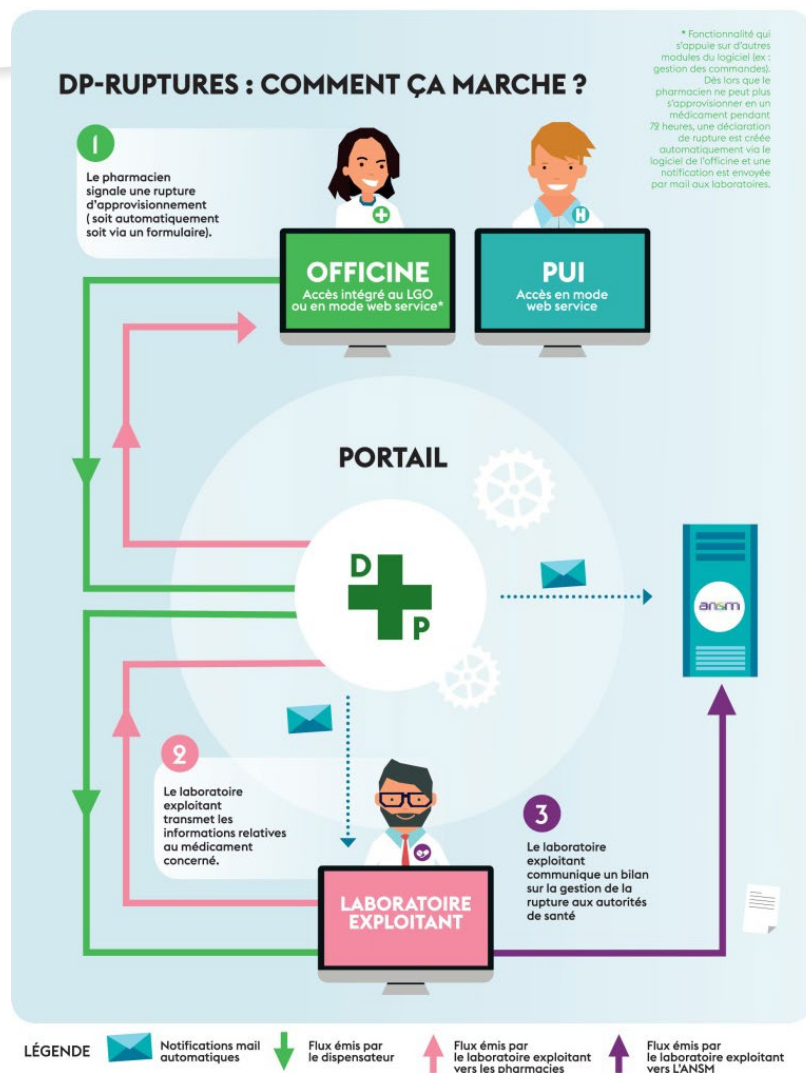 DP-RUPTURES : COMMENT ÇA MARCHE ?
* Fonctionnalité qui
s'appuie sur d'autres
modules du logiciel (ex :
gestion des commandes).
Dès lors que le
pharmacien ne peut plus
s'approvisionner en un
médicament pendant
72 heures, une déclaration
de rupture est créée
automatiquement via le
logiciel de l'officine et une
notification est envoyée
par mail aux laboratoires.
1
Le pharmacien
signale une rupture
d'approvisionnement
( soit automatiquement
soit via un formulaire).
H
OFFICINE
Accès intégré au LGO
ou en mode web service*
PUI
Accès en mode
web service
PORTAIL
D
P
ansm
2
Le laboratoire
exploitant
transmet les
informations relatives
au médicament
concerné.
3
Le laboratoire
exploitant
communique un bilan
sur la gestion de la
rupture aux autorités
de santé
LABORATOIRE
EXPLOITANT
LÉGENDE
Notifications mail
automatiques
Flux émis par
le dispensateur
Flux émis par
le laboratoire exploitant
vers les pharmacies
Flux émis par
le laboratoire exploitant
vers L'ANSM